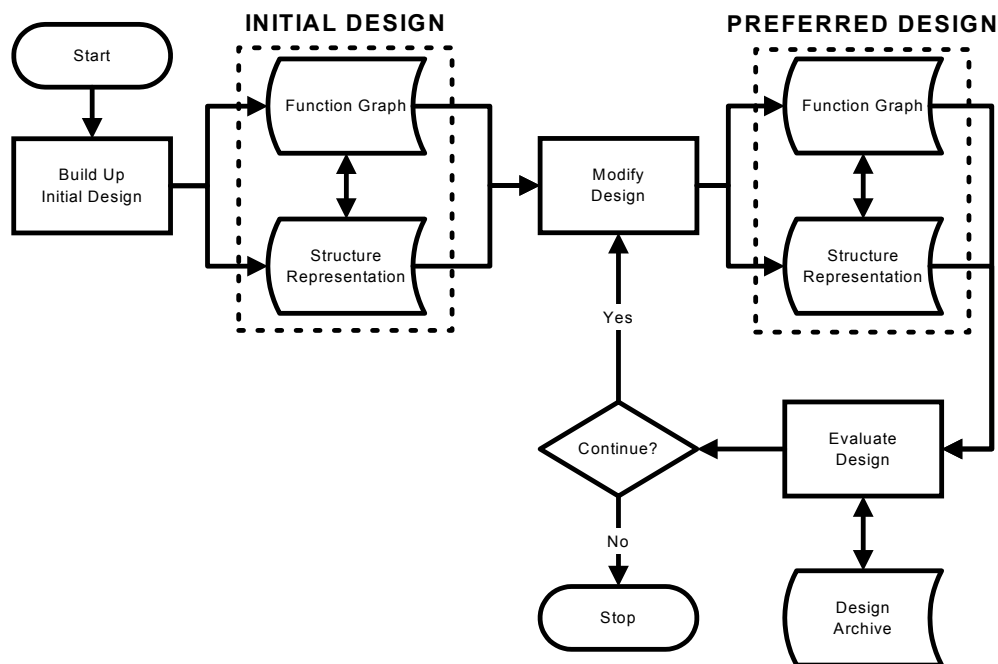 INITIAL DESIGN
PREFERRED DESIGN
Start
Function Graph
Function Graph
Build Up
Initial Design
Modify
Design
Structure
Representation
Structure
Representation
Yes
Continue?
Evaluate
Design
No
Stop
Design
Archive